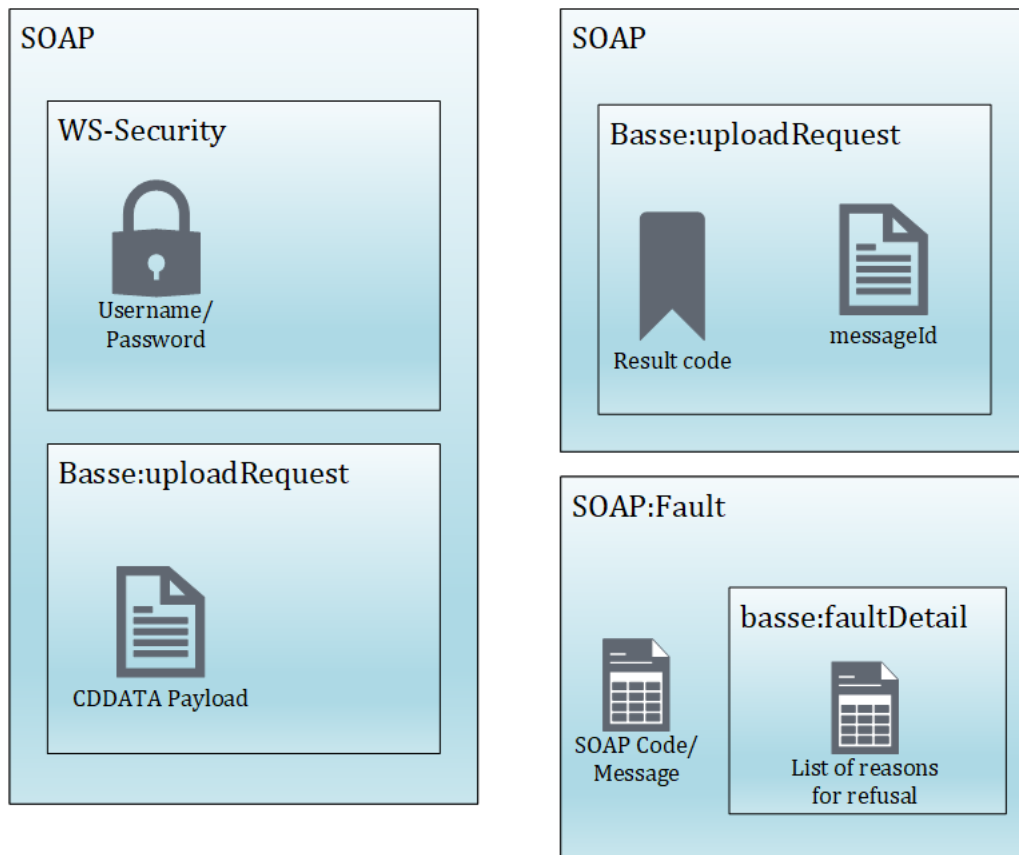 SOAP
WS-Security
Username/
Password
Basse:uploadRequest
CDDATA Payload
SOAP
Basse:uploadRequest
Result code
messageId
SOAP:Fault
basse:faultDetail
SOAP Code/
Message
List of reasons
for refusal